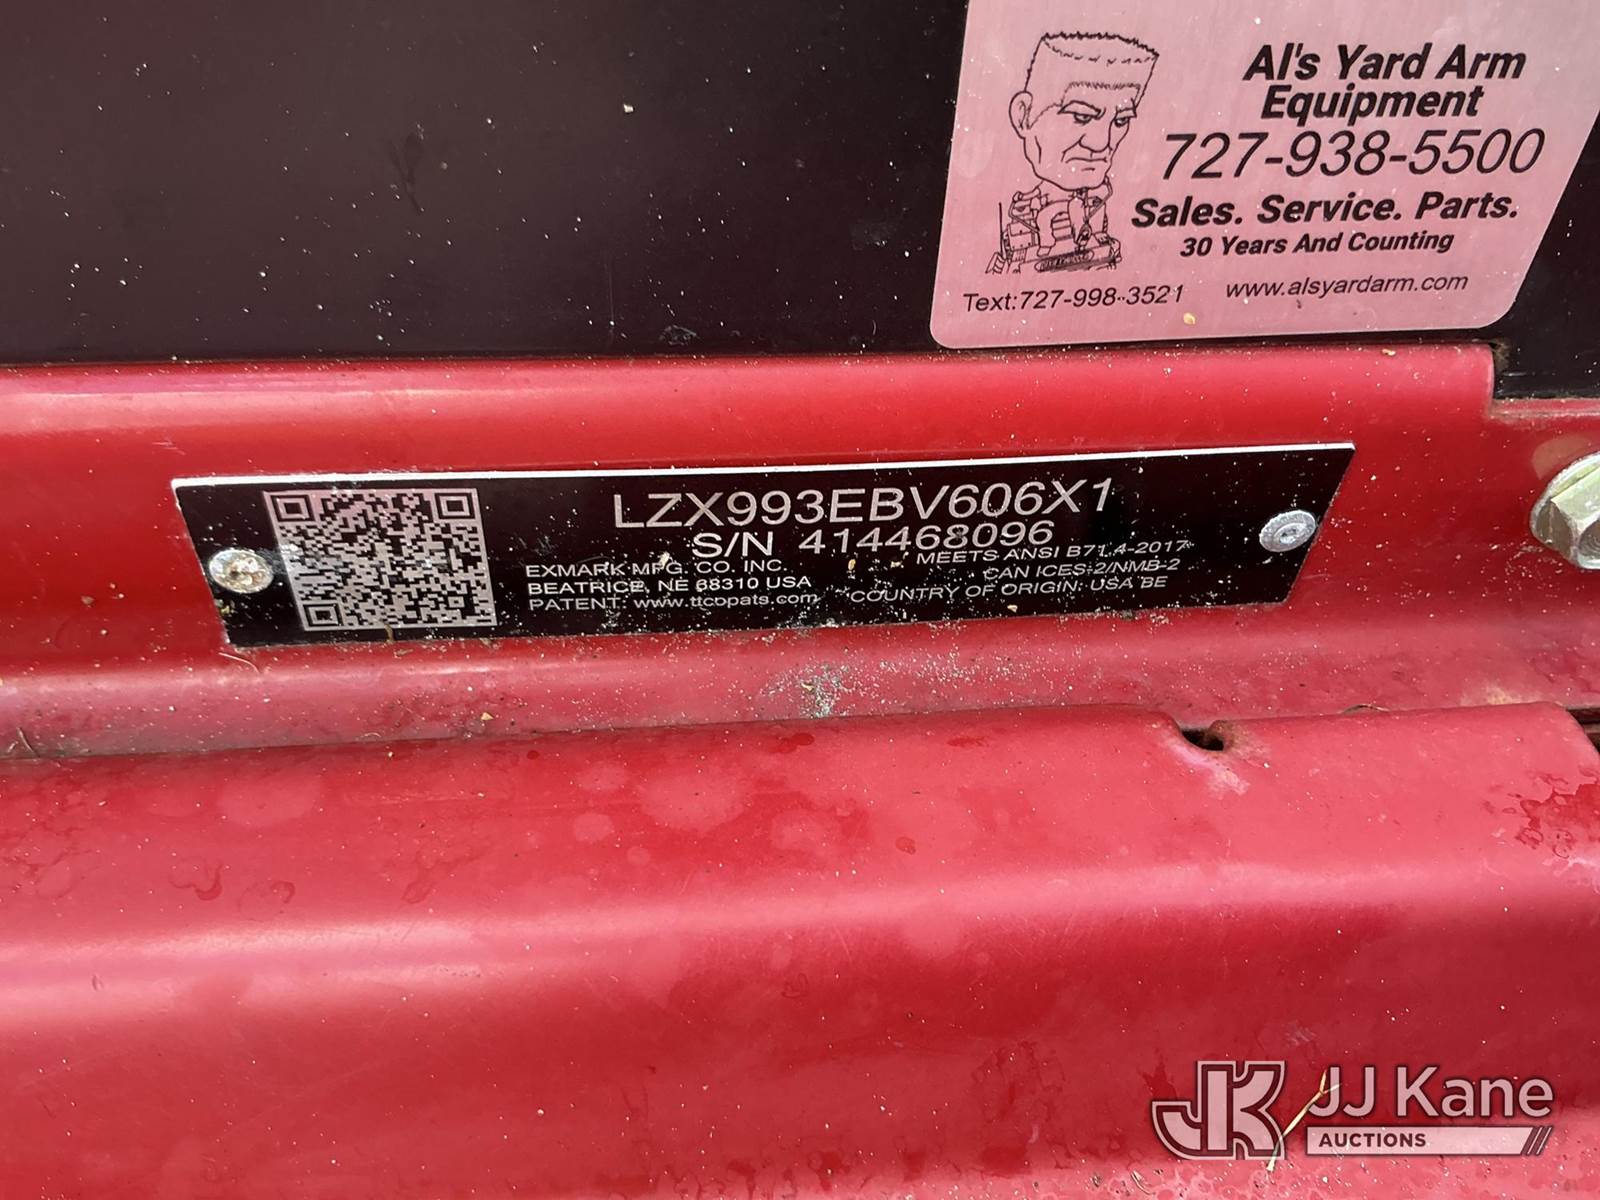 Al's Yard Arm
Equipment
727-938-5500
Sales. Service. Parts.
30 Years And Counting
Text:727-998-3521
www.alsyardarm.com
LZX993EBV606X1
S/N 414468096
EXMARK MFG. CO. INC.
BEATRICE, NE 68310 USA
PATENT: www.ttcopats.com
MEETS ANSI B71.4-2017
CAN ICES-2/NMB-2
COUNTRY OF ORIGIN: USA BE
JK JJ Kane
AUCTIONS